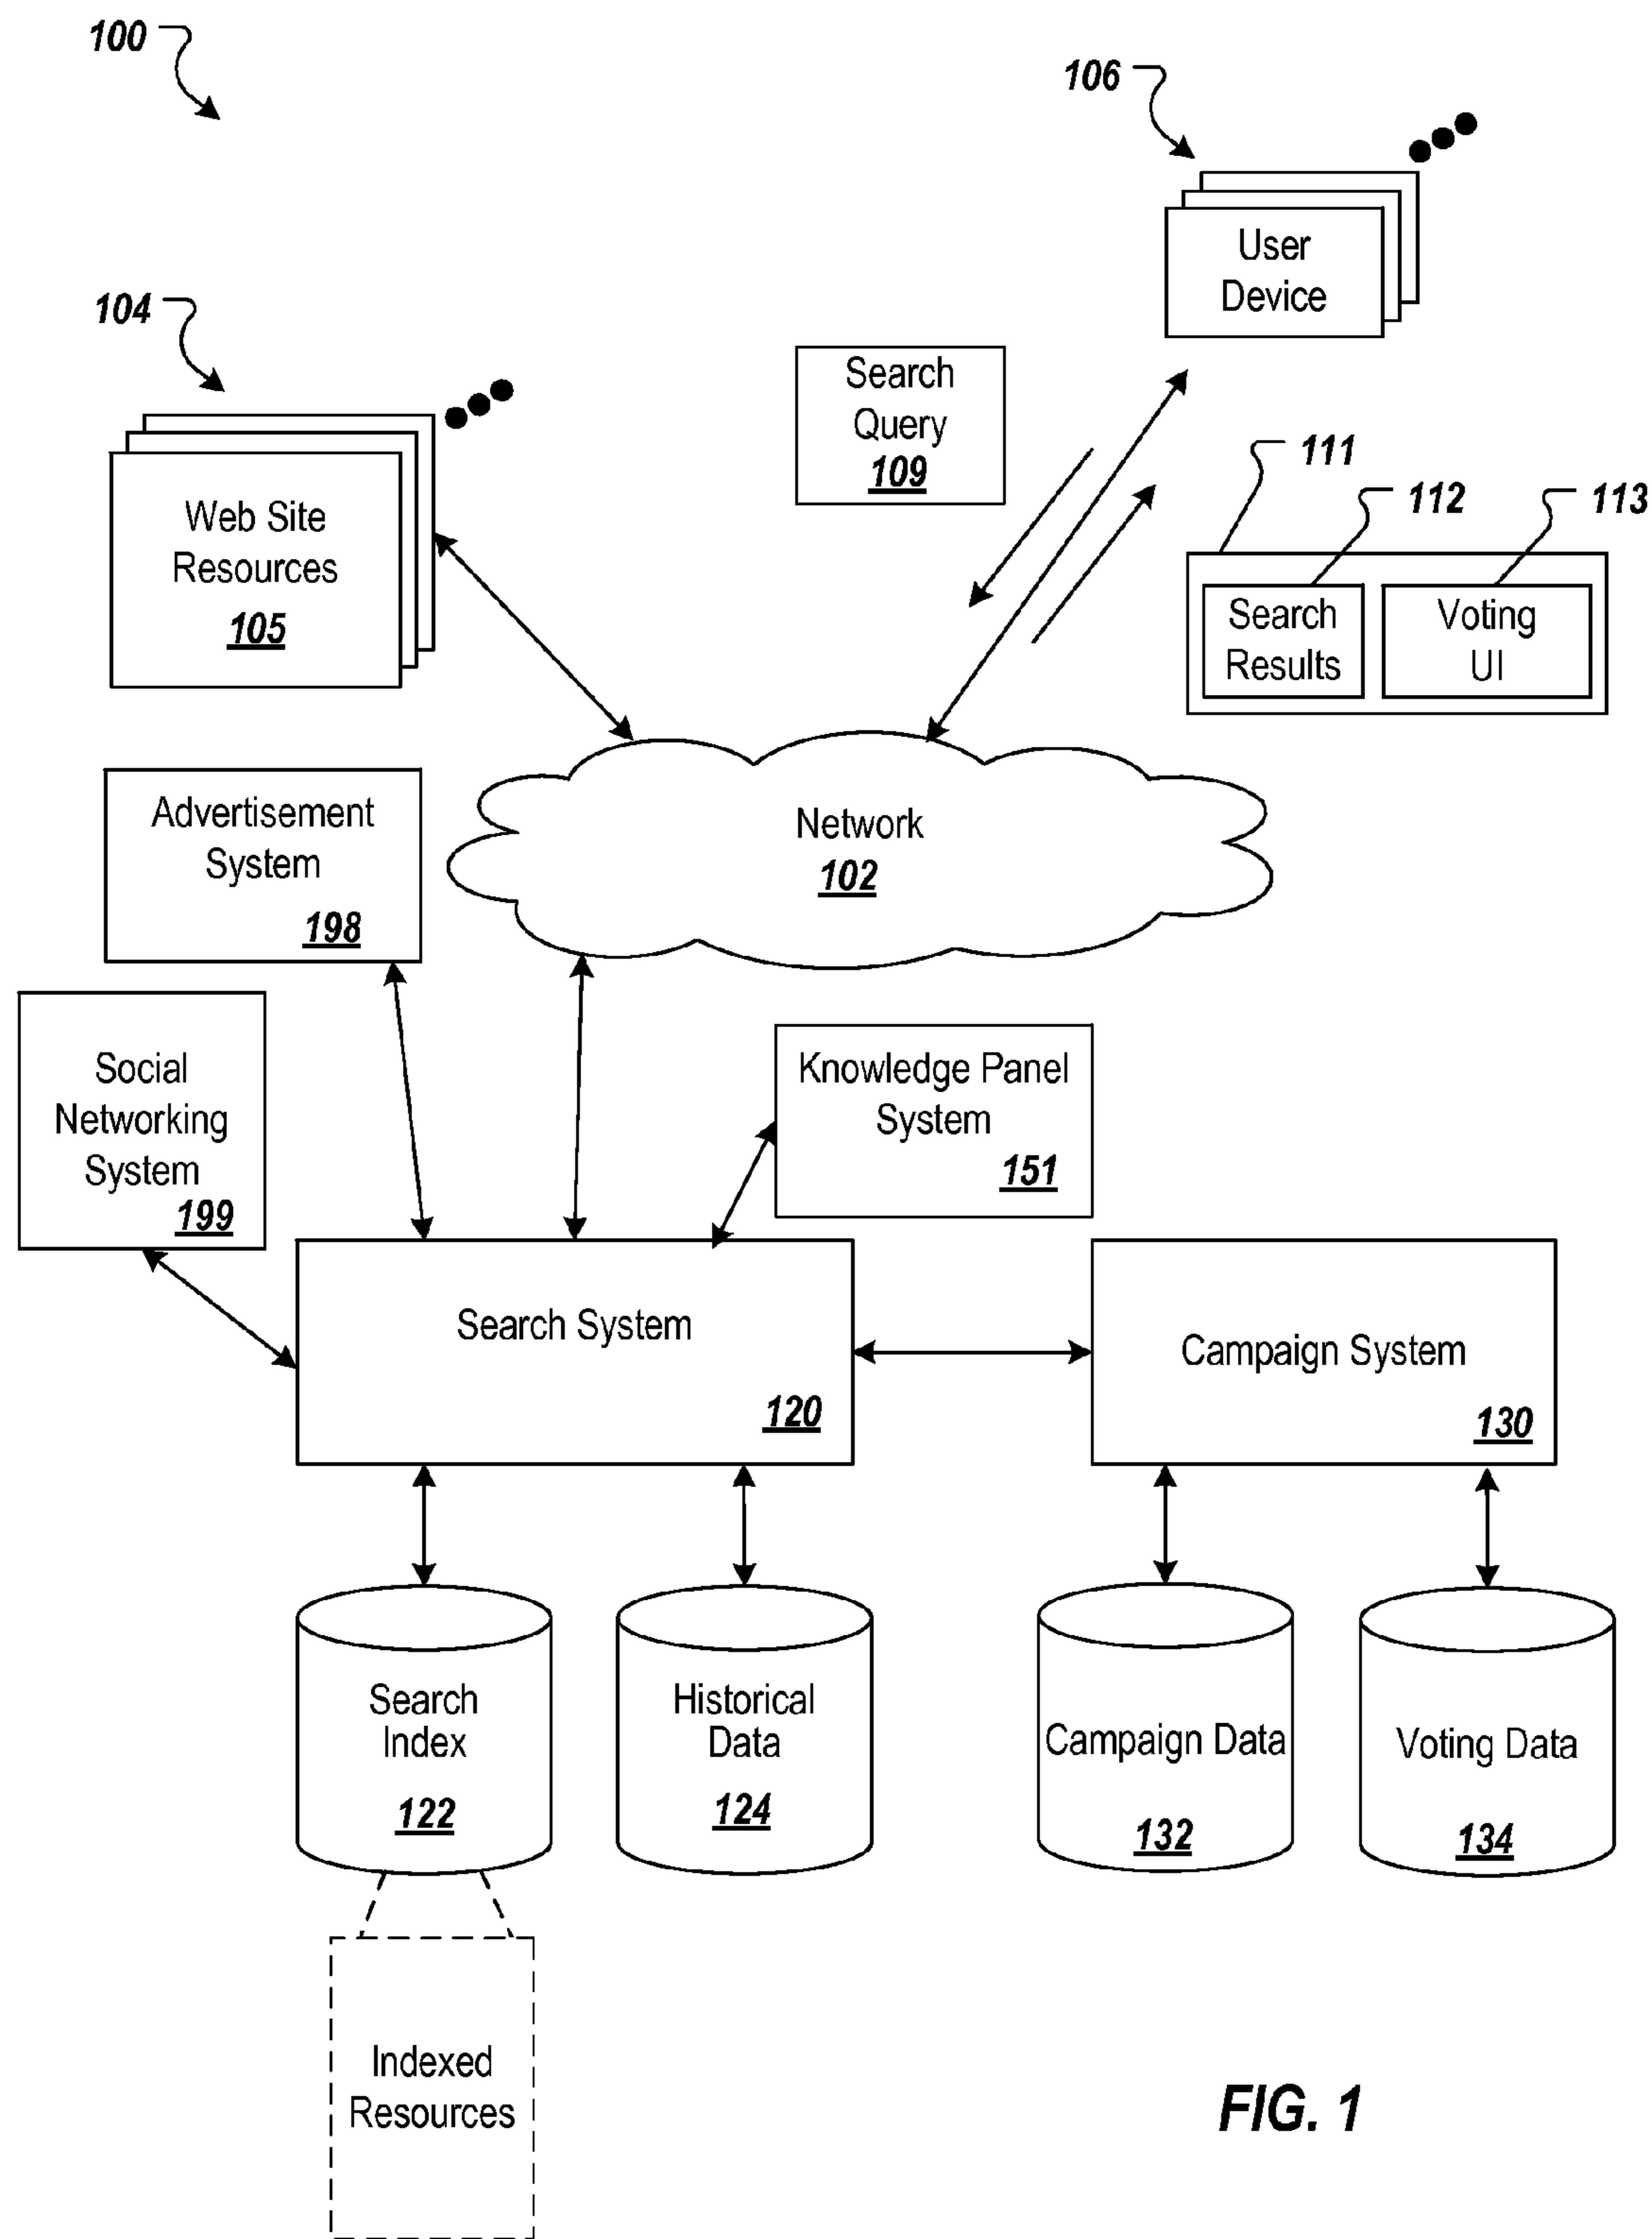 100
106
User
Device
104
Search
Query
109
111
112
113
Web Site
Resources
105
Search
Results
Voting
UI
Advertisement
System
198
Network
102
Social
Networking
System
199
Knowledge Panel
System
151
Search System
120
Campaign System
130
Search
Index
122
Historical
Data
124
Campaign Data
132
Voting Data
134
Indexed
Resources
FIG. 1